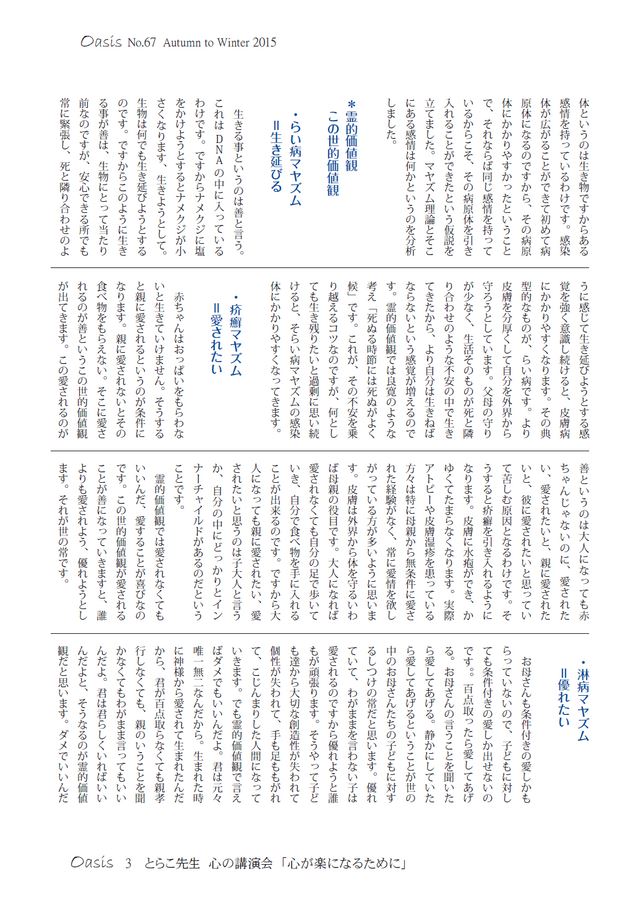 Oasis No.67 Autumn to Winter 2015
体というのは生き物ですからある
感情を持っているわけです。感染
体が広がることができて初めて病
原体になるのですから、その病原
体にかかりやすかったということ
で、それならば同じ感情を持って
いるからこそ、その病原体を引き
入れることができたという仮説を
立てました。マヤズム理論とそこ
にある感情は何かというのを分析
しました。
＊霊的価値観
この世的価値観
・らい病マヤズム
＝生き延びる
生きる事というのは善と言う。
これはDNAの中に入っている
わけです。ですからナメクジに塩
をかけようとするとナメクジが小
さくなります、生きようとして。
生物は何でも生き延びようとする
のです。ですからこのように生き
る事が善は、生物にとって当たり
前なのですが、安心できる所でも
常に緊張し、死と隣り合わせのよ
うに感じて生き延びようとする感
覚を強く意識し続けると、皮膚病
にかかりやすくなります。その典
型的なものが、らい病です。より
皮膚を分厚くして自分を外界から
守ろうとしています。父母の守り
が少なく、生活そのものが死と隣
り合わせのような不安の中で生き
てきたから、より自分は生きねば
ならないという感覚が増えるので
す。霊的価値観では良寛のような
考え「死ぬる時節には死ぬがよく
候」です。これが、その不安を乗
り越えるコツなのですが、何とし
ても生き残りたいと過剰に思い続
けると、そらい病マヤズムの感染
体にかかりやすくなってきます。
・疥癬マヤズム
＝愛されたい
赤ちゃんはおっぱいをもらわな
いと生きていけません。そうする
と親に愛されるというのが条件に
なります。親に愛されないとその
食べ物をもらえない。そこに愛さ
れるのが善というこの世的価値観
が出てきます。この愛されるのが
善というのは大人になっても赤
ちゃんじゃないのに、愛された
い、愛されたいと、親に愛された
いと、彼に愛されたいと思ってい
て苦しむ原因となるわけです。そ
うすると疥癬を引き入れるように
なります。皮膚に水疱ができ、か
ゆくてたまらなくなります。実際
アトピーや皮膚湿疹を患っている
方々は特に母親から無条件に愛さ
れた経験がなく、常に愛情を欲し
がっている方が多いように思いま
す。皮膚は外界から体を守るいわ
ば母親の役目です。大人になれば
愛されなくても自分の足で歩いて
いき、自分で食べ物を手に入れる
ことが出来るのです。ですから大
人になっても親に愛されたい、愛
されたいと思うのは子大人と言う
か、自分の中にどっかりとイン
ナーチャイルドがあるのだという
ことです
霊的価値観では愛されなくても
いいんだ、愛することが喜びなの
です。この世的価値観が愛される
ことが善になっていきますと、誰
よりも愛されよう、優れようとし
ます。それが世の常です。
・淋病マヤズム
＝優れたい
お母さんも条件付きの愛しかも
らっていないので、子どもに対し
ても条件付きの愛しか出せないの
です。百点取ったら愛してあげ
る。お母さんの言うことを聞いた
ら愛してあげる。静かにしていた
ら愛してあげるということが世の
中のお母さんたちの子どもに対す
るしつけの常だと思います。優れ
ていて、わがままを言わない子は
愛されるのですから優れようと誰
もが頑張ります。そうやって子ど
も達から大切な創造性が失われて
個性が失われて、手も足ももがれ
て、こじんまりした人間になって
いきます。でも霊的価値観で言え
ばダメでもいいんだよ。君は元々
唯一無二なんだから。生まれた時
に神様から愛されて生まれたんだ
から、君が百点取らなくても親孝
行しなくても、親のいうことを聞
かなくてもわがまま言ってもいい
んだよ。君は君らしくいればいい
んだよと、そうなるのが霊的価値
観だと思います。ダメでいいんだ
Oasis 3 とらこ先生 心の講演会「心が楽になるために」